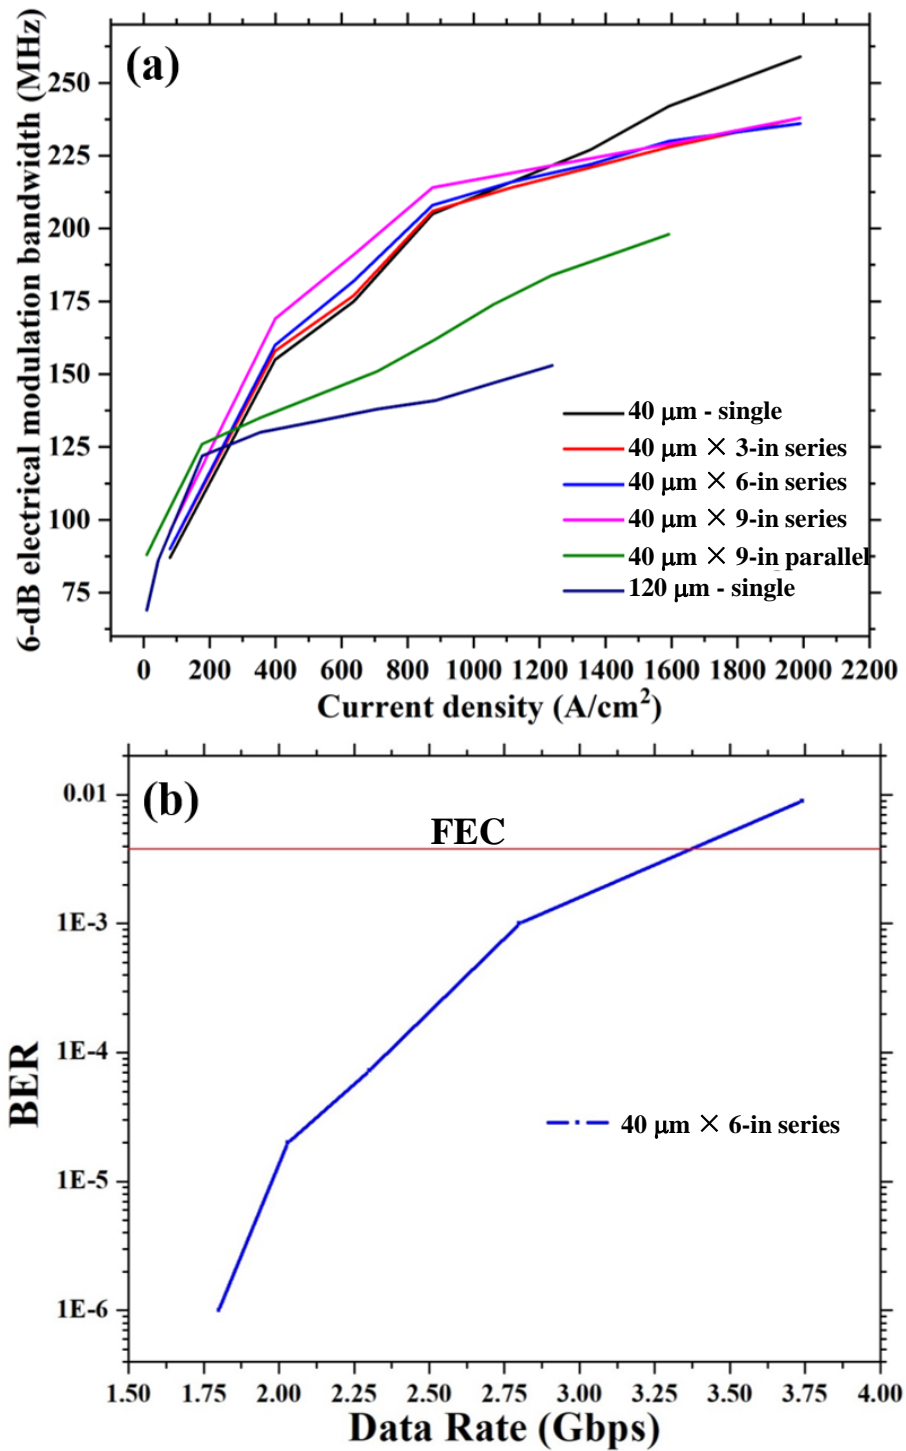 (a)
6-dB electrical modulation bandwidth (MHz)
250
225
200
175
150
125
100
75
40 μm - single
40 μm × 3-in series
40 μm × 6-in series
40 μm × 9-in series
40 μm × 9-in parallel
120 μm - single
0 200 400 600 800 1000 1200 1400 1600 1800 2000 2200
Current density (A/cm²)
(b)
BER
0.01
FEC
1E-3
1E-4
40 μm × 6-in series
1E-5
1E-6
1.50 1.75 2.00 2.25 2.50 2.75 3.00 3.25 3.50 3.75 4.00
Data Rate (Gbps)